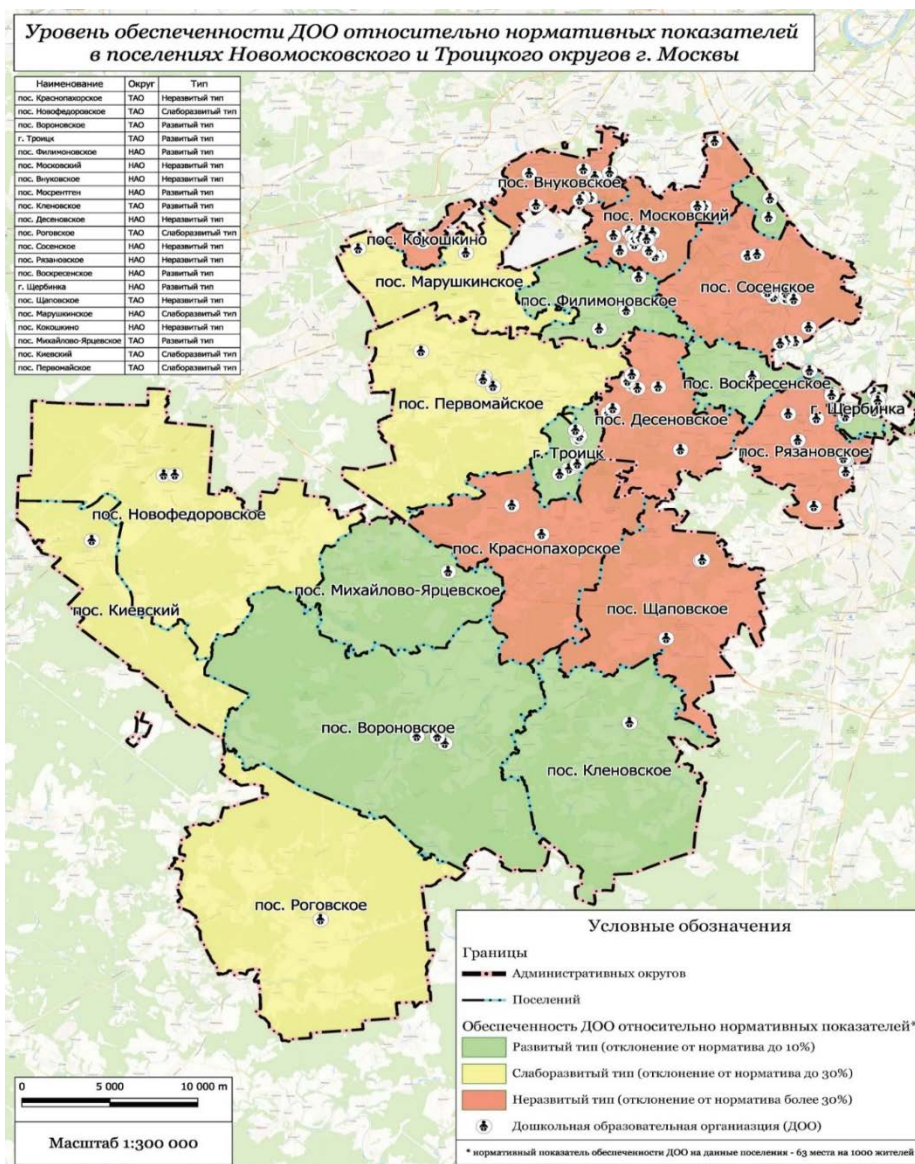 Уровень обеспеченности ДОО относительно нормативных показателей
в поселениях Новомосковского и Троицкого округов г. Москвы
Наименование Округ Тип
пос. Краснопахорское ТАО Неразвитый тип
пос. Новофедоровское ТАО Слаборазвитый тип
пос. Вороновское ТАО Развитый тип
г. Троицк ТАО Развитый тип
пос. Филимоновское НАО Развитый тип
пос. Московский НАО Неразвитый тип
пос. Внуковское НАО Неразвитый тип
пос. Мосрентген НАО Развитый тип
пос. Кленовское ТАО Развитый тип
пос. Десеновское НАО Неразвитый тип
пос. Роговское ТАО Слаборазвитый тип
пос. Сосенское НАО Неразвитый тип
пос. Рязановское НАО Неразвитый тип
пос. Воскресенское НАО Развитый тип
г. Щербинка НАО Развитый тип
пос. Щаповское ТАО Неразвитый тип
пос. Марушкинское НАО Слаборазвитый тип
пос. Кокошкино НАО Неразвитый тип
пос. Михайлово-Ярцевское ТАО Развитый тип
пос. Киевский ТАО Слаборазвитый тип
пос. Первомайское ТАО Слаборазвитый тип
пос. Внуковское
пос. Московский
пос. Кокошкино
пос. Марушкинское
пос. Сосенское
пос. Филимоновское
пос. Воскресенское
пос. Первомайское
г. Щербинка
пос. Десеновское
пос. Рязановское
г. Троицк
пос. Новофедоровское
пос. Краснопахорское
пос. Михайлово-Ярцевское
пос. Киевский
пос. Щаповское
пос. Вороновское
пос. Кленовское
пос. Роговское
Условные обозначения
Границы
Административных округов
Поселений
Обеспеченность ДОО относительно нормативных показателей*
Развитый тип (отклонение от норматива до 10%)
Слаборазвитый тип (отклонение от норматива до 30%)
Неразвитый тип (отклонение от норматива более 30%)
Дошкольная образовательная организация (ДОО)
* нормативный показатель обеспеченности ДОО на данные поселения - 63 места на 1000 жителей
0 5 000 10 000 m
Масштаб 1:300 000